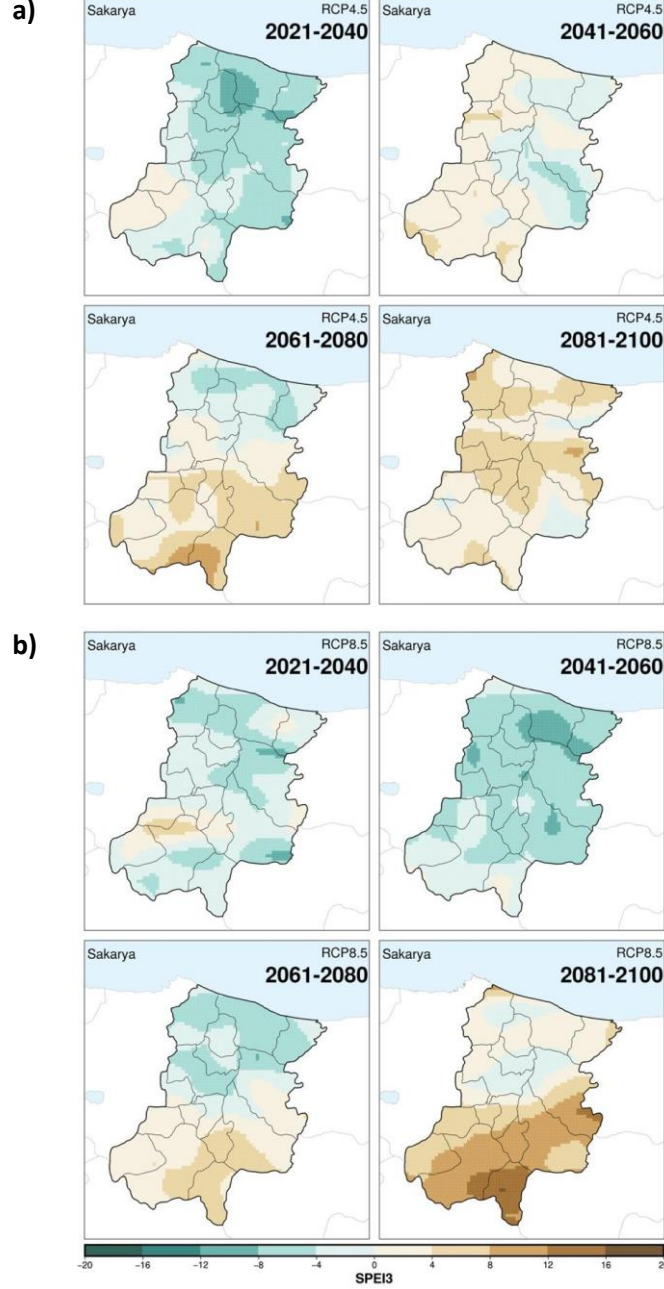 a)
Sakarya RCP4.5
2021-2040
Sakarya RCP4.5
2041-2060
Sakarya RCP4.5
2061-2080
Sakarya RCP4.5
2081-2100
b)
Sakarya RCP8.5
2021-2040
Sakarya RCP8.5
2041-2060
Sakarya RCP8.5
2061-2080
Sakarya RCP8.5
2081-2100
-20 -16 -12 -8 -4 0 4 8 12 16
SPEI3